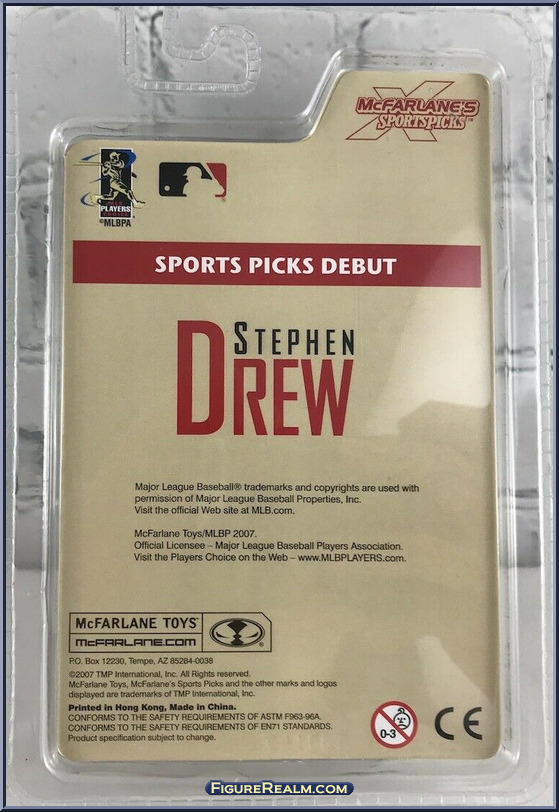 McFARLANE'S
SPORTSPICKS™
PLAYERS
CHOICE
©MLBPA
SPORTS PICKS DEBUT
STEPHEN
DREW
Major League Baseball® trademarks and copyrights are used with
permission of Major League Baseball Properties, Inc.
Visit the official Web site at MLB.com.
McFarlane Toys/MLBP 2007.
Official Licensee – Major League Baseball Players Association.
Visit the Players Choice on the Web – www.MLBPLAYERS.com.
McFARLANE TOYS®
McFARLANE.COM
P.O. Box 12230, Tempe, AZ 85284-0038
©2007 TMP International, Inc. All Rights reserved.
McFarlane Toys, McFarlane's Sports Picks and the other marks and logos
displayed are trademarks of TMP International, Inc.
Printed in Hong Kong, Made in China.
CONFORMS TO THE SAFETY REQUIREMENTS OF ASTM F963-96A.
CONFORMS TO THE SAFETY REQUIREMENTS OF EN71 STANDARDS.
Product specification subject to change.
0-3
CE
FIGUREREALM.COM